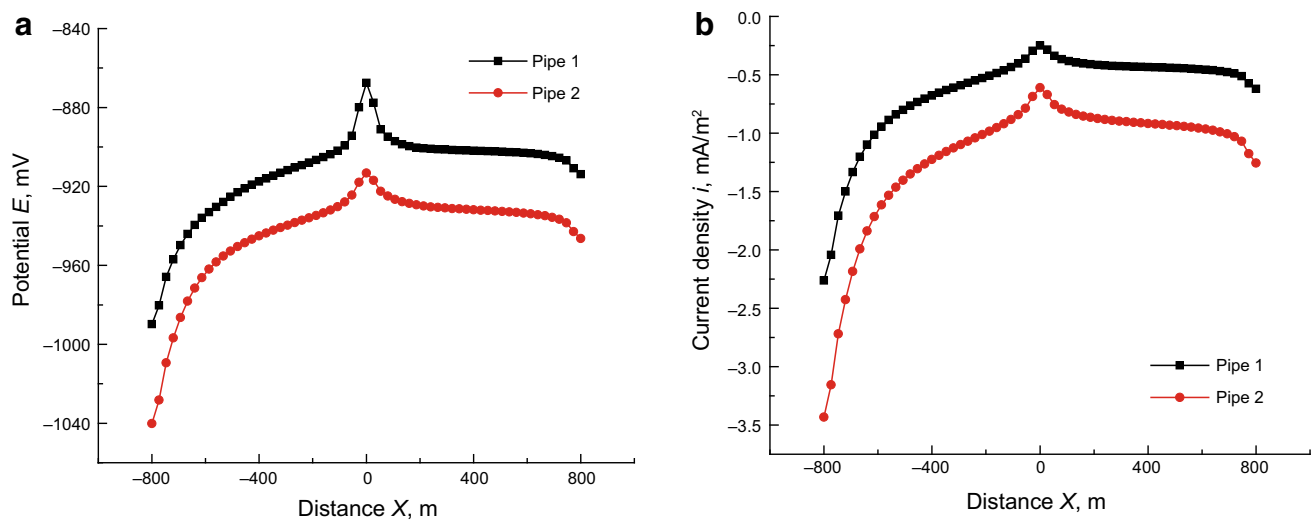 a
−840
−880
−920
−960
−1000
−1040
Potential E, mV
Pipe 1
Pipe 2
−800
−400
0
400
800
Distance X, m
b
0.0
−0.5
−1.0
−1.5
−2.0
−2.5
−3.0
−3.5
Current density i, mA/m²
Pipe 1
Pipe 2
−800
−400
0
400
800
Distance X, m